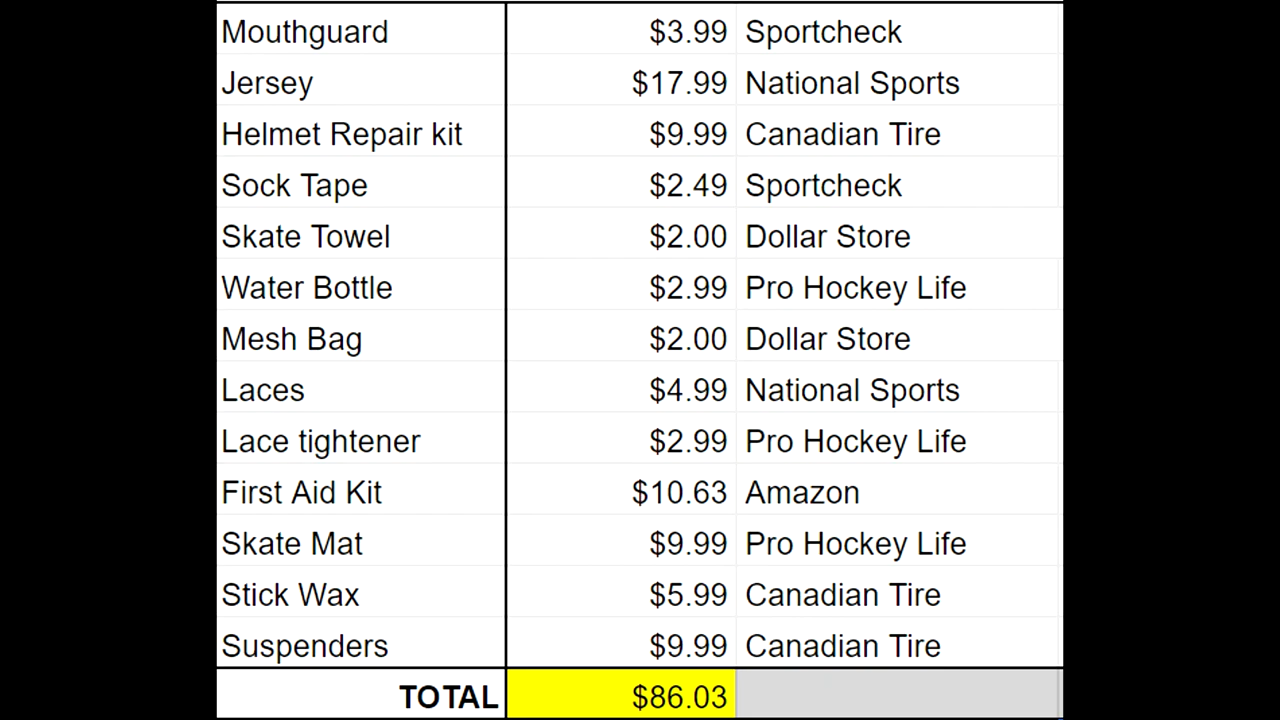 Mouthguard $3.99 Sportcheck
Jersey $17.99 National Sports
Helmet Repair kit $9.99 Canadian Tire
Sock Tape $2.49 Sportcheck
Skate Towel $2.00 Dollar Store
Water Bottle $2.99 Pro Hockey Life
Mesh Bag $2.00 Dollar Store
Laces $4.99 National Sports
Lace tightener $2.99 Pro Hockey Life
First Aid Kit $10.63 Amazon
Skate Mat $9.99 Pro Hockey Life
Stick Wax $5.99 Canadian Tire
Suspenders $9.99 Canadian Tire
TOTAL $86.03